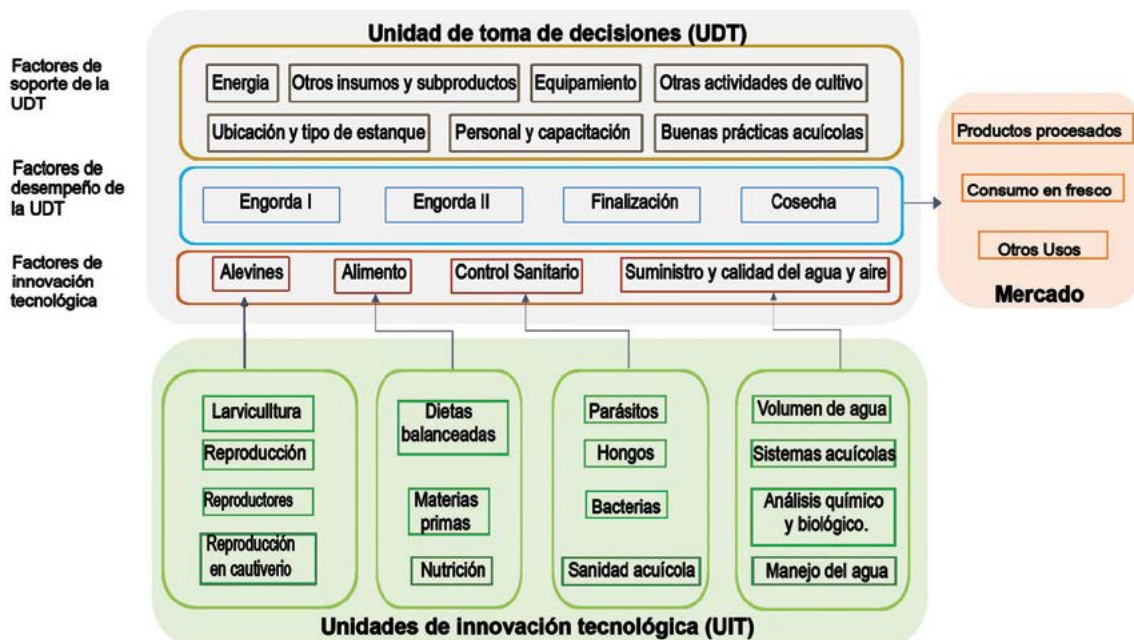 Unidad de toma de decisiones (UDT)
Factores de
soporte de la
UDT
Energia
Otros insumos y subproductos
Equipamiento
Otras actividades de cultivo
Ubicación y tipo de estanque
Personal y capacitación
Buenas prácticas acuícolas
Factores de
desempeño de
la UDT
Engorda I
Engorda II
Finalización
Cosecha
Factores de
innovación
tecnológica
Alevines
Alimento
Control Sanitario
Suministro y calidad del agua y aire
Productos procesados
Consumo en fresco
Otros Usos
Mercado
Larvicullltura
Reproducción
Reproductores
Reproducción
en cautiverio
Dietas
balanceadas
Materias
primas
Nutrición
Parásitos
Hongos
Bacterias
Sanidad acuícola
Volumen de agua
Sistemas acuícolas
Análisis químico
y biológico.
Manejo del agua
Unidades de innovación tecnológica (UIT)